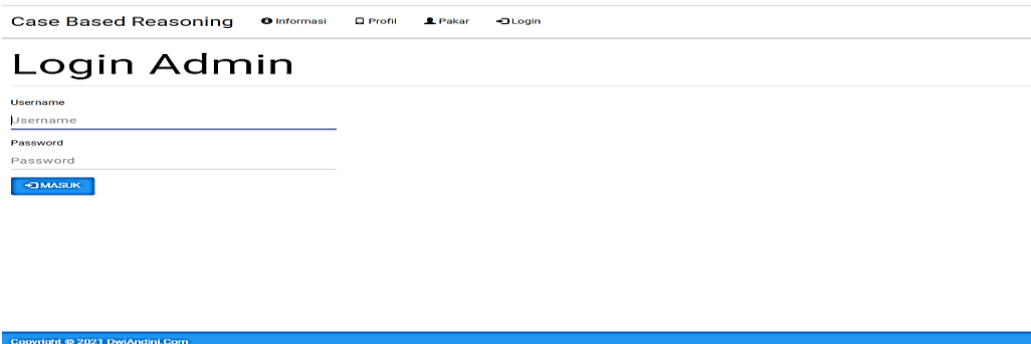 Case Based Reasoning Informasi Profil Pakar Login
Login Admin
Username
Username
Password
Password
MASUK
Copyright © 2021 DwiAndini.Com